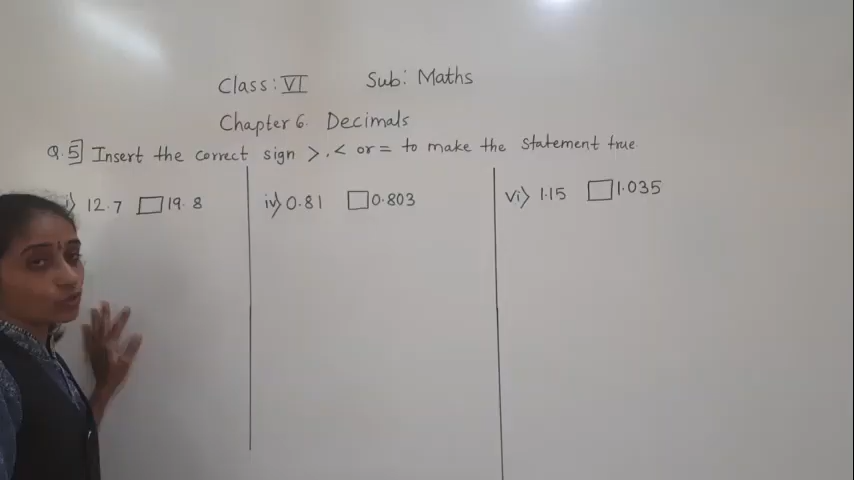 Class: VI Sub: Maths
Chapter 6. Decimals
Q.5] Insert the correct sign >, < or = to make the statement true
i) 12.7 □ 19.8
iv) 0.81 □ 0.803
vi) 1.15 □ 1.035